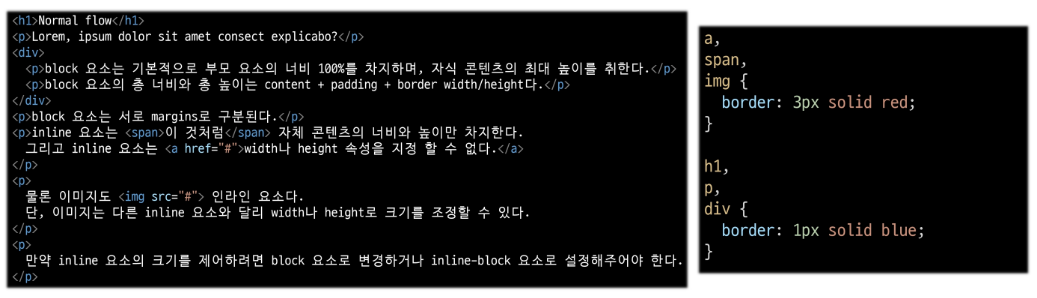 <h1>Normal flow</h1>
<p>Lorem, ipsum dolor sit amet consect explicabo?</p>
<div>
<p>block 요소는 기본적으로 부모 요소의 너비 100%를 차지하며, 자식 콘텐츠의 최대 높이를 취한다.</p>
<p>block 요소의 총 너비와 총 높이는 content + padding + border width/height다.</p>
</div>
<p>block 요소는 서로 margins로 구분된다.</p>
<p>inline 요소는 <span>이 것처럼</span> 자체 콘텐츠의 너비와 높이만 차지한다.
그리고 inline 요소는 <a href="#">width나 height 속성을 지정 할 수 없다.</a>
</p>
<p>
물론 이미지도 <img src="#"> 인라인 요소다.
단, 이미지는 다른 inline 요소와 달리 width나 height로 크기를 조정할 수 있다.
</p>
<p>
만약 inline 요소의 크기를 제어하려면 block 요소로 변경하거나 inline-block 요소로 설정해주어야 한다.
</p>
a,
span,
img {
border: 3px solid red;
}
h1,
p,
div {
border: 1px solid blue;
}